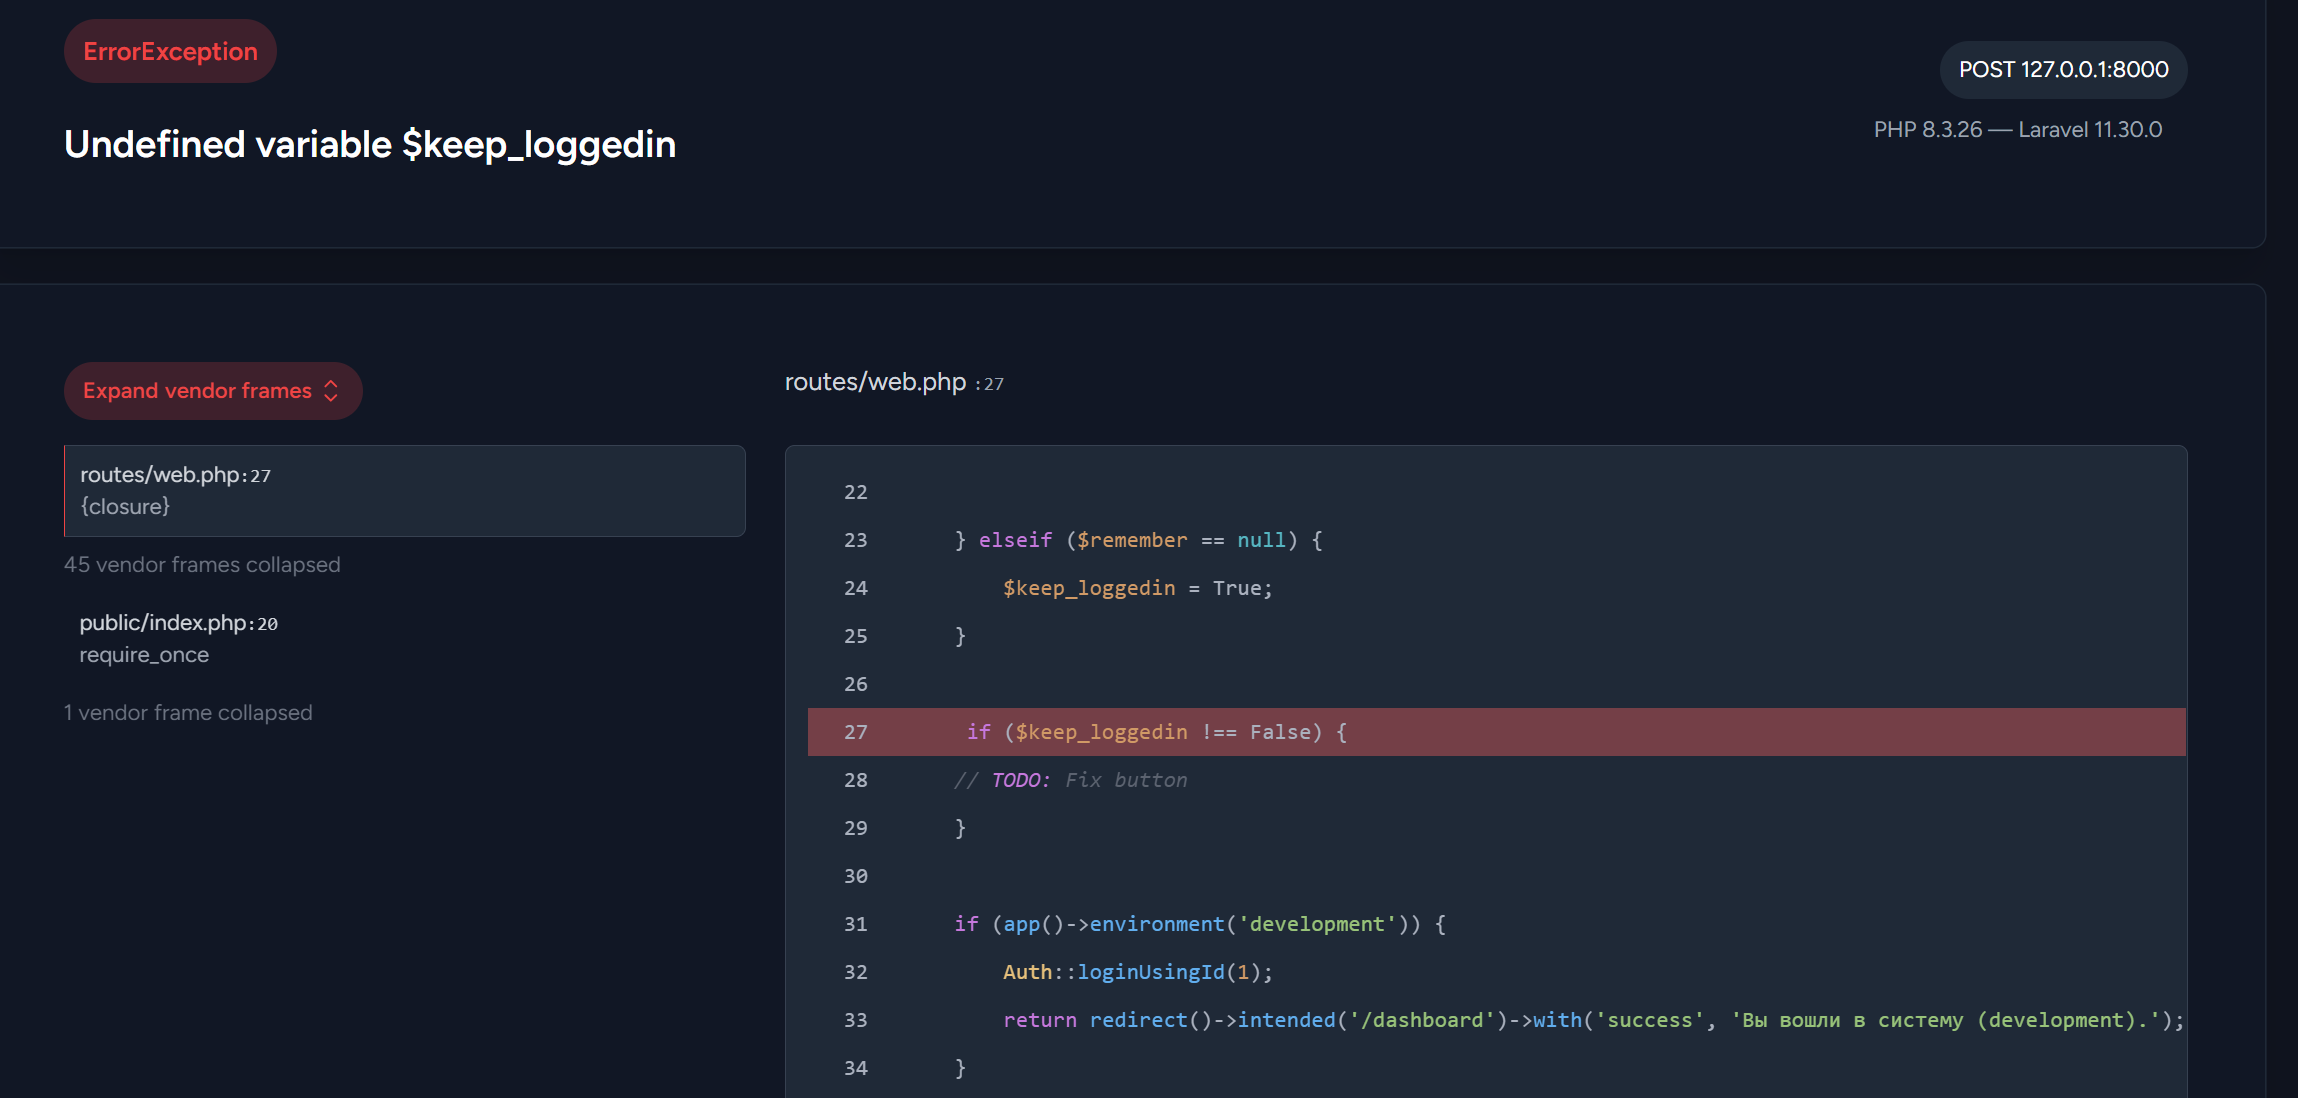 ErrorException
POST 127.0.0.1:8000
PHP 8.3.26 — Laravel 11.30.0
Undefined variable $keep_loggedin
Expand vendor frames
routes/web.php:27
{closure}
45 vendor frames collapsed
public/index.php:20
require_once
1 vendor frame collapsed
routes/web.php :27
22
23 } elseif ($remember == null) {
24 $keep_loggedin = True;
25 }
26
27 if ($keep_loggedin !== False) {
28 // TODO: Fix button
29 }
30
31 if (app()->environment('development')) {
32 Auth::loginUsingId(1);
33 return redirect()->intended('/dashboard')->with('success', 'Вы вошли в систему (development).');
34 }